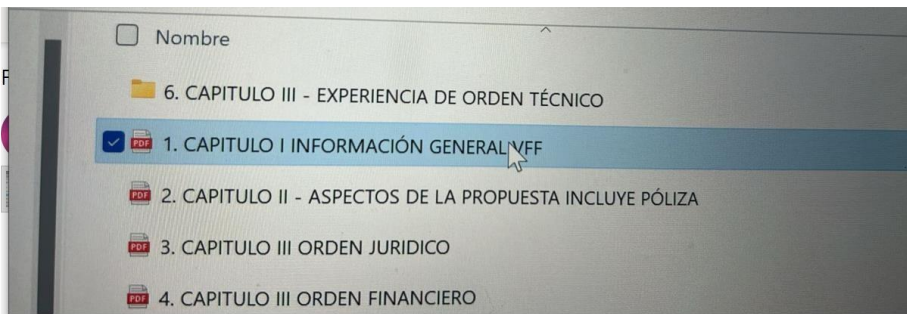 Nombre
6. CAPITULO III - EXPERIENCIA DE ORDEN TÉCNICO
1. CAPITULO I INFORMACIÓN GENERAL VFF
2. CAPITULO II - ASPECTOS DE LA PROPUESTA INCLUYE PÓLIZA
3. CAPITULO III ORDEN JURIDICO
4. CAPITULO III ORDEN FINANCIERO